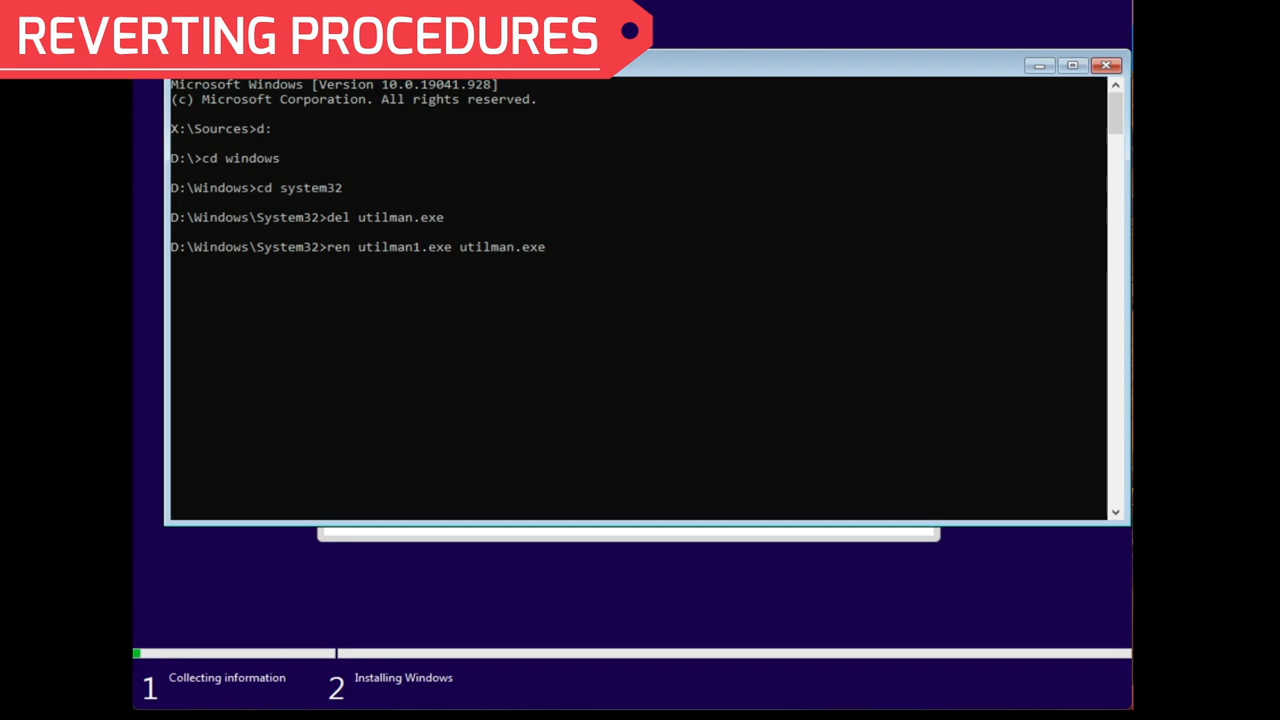 REVERTING PROCEDURES
Microsoft Windows [Version 10.0.19041.928]
(c) Microsoft Corporation. All rights reserved.
X:\Sources>d:
D:\>cd windows
D:\Windows>cd system32
D:\Windows\System32>del utilman.exe
D:\Windows\System32>ren utilman1.exe utilman.exe
1 Collecting information
2 Installing Windows